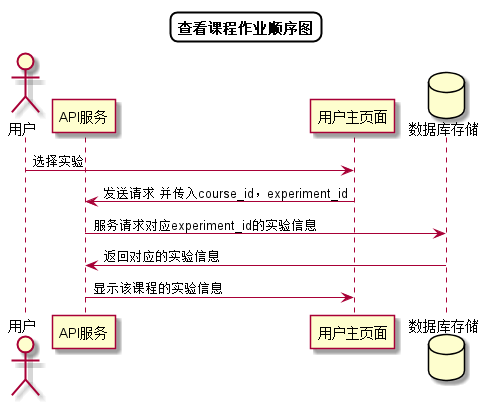 查看课程作业顺序图
用户
API服务
用户主页面
数据库存储
选择实验
发送请求 并传入course_id，experiment_id
服务请求对应experiment_id的实验信息
返回对应的实验信息
显示该课程的实验信息
用户
API服务
用户主页面
数据库存储